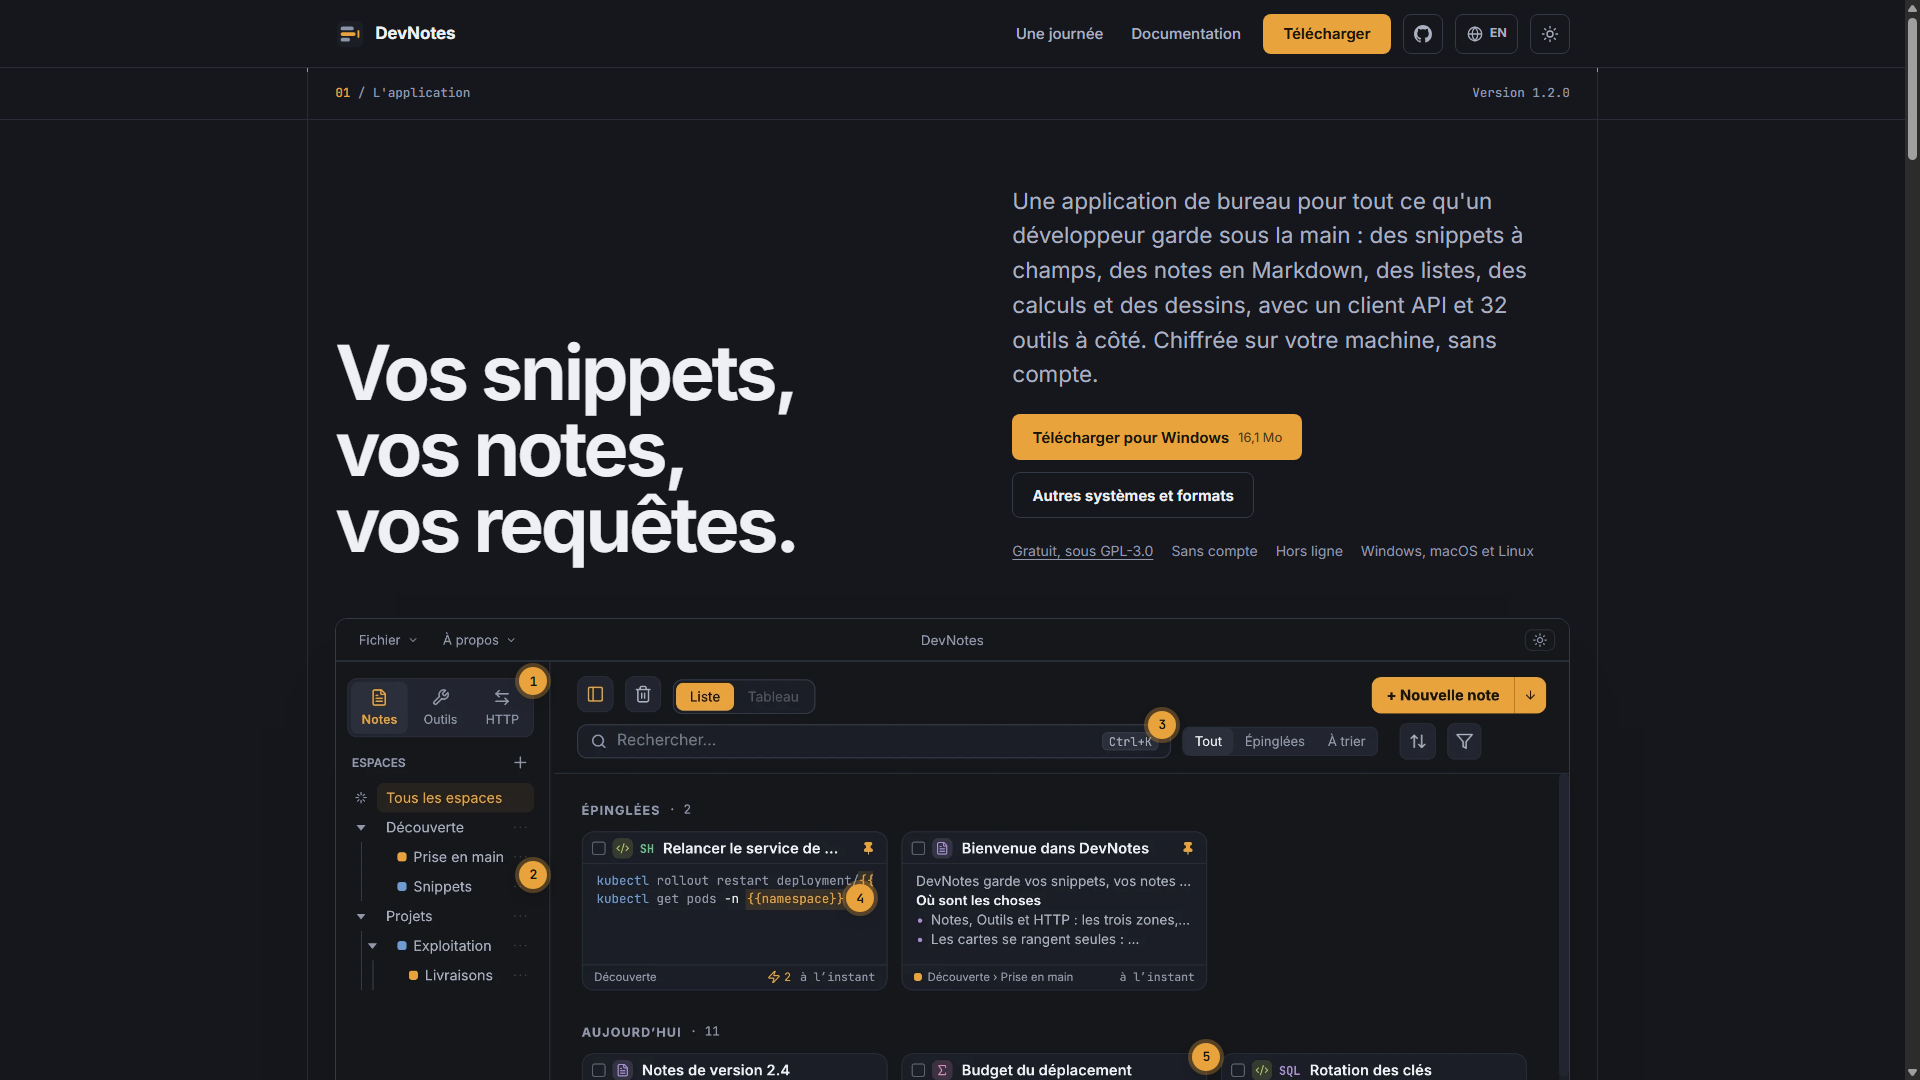 DevNotes
Une journée
Documentation
Télécharger
EN
01 / L'application
Version 1.2.0
Vos snippets,
vos notes,
vos requêtes.
Une application de bureau pour tout ce qu'un
développeur garde sous la main : des snippets à
champs, des notes en Markdown, des listes, des
calculs et des dessins, avec un client API et 32
outils à côté. Chiffrée sur votre machine, sans
compte.
Télécharger pour Windows 16,1 Mo
Autres systèmes et formats
Gratuit, sous GPL-3.0
Sans compte
Hors ligne
Windows, macOS et Linux
Fichier
À propos
DevNotes
1
Notes
Outils
HTTP
ESPACES
Tous les espaces
Découverte
Prise en main
2
Snippets
Projets
Exploitation
Livraisons
Liste
Tableau
+ Nouvelle note
Rechercher...
Ctrl+K
3
Tout
Épinglées
À trier
ÉPINGLÉES · 2
SH Relancer le service de ...
kubectl rollout restart deployment/{{
kubectl get pods -n {{namespace}}
4
Découverte
2 à l'instant
Bienvenue dans DevNotes
DevNotes garde vos snippets, vos notes ...
Où sont les choses
• Notes, Outils et HTTP : les trois zones,...
• Les cartes se rangent seules : ...
Découverte › Prise en main
à l'instant
AUJOURD'HUI · 11
Notes de version 2.4
Σ Budget du déplacement
5
SQL Rotation des clés